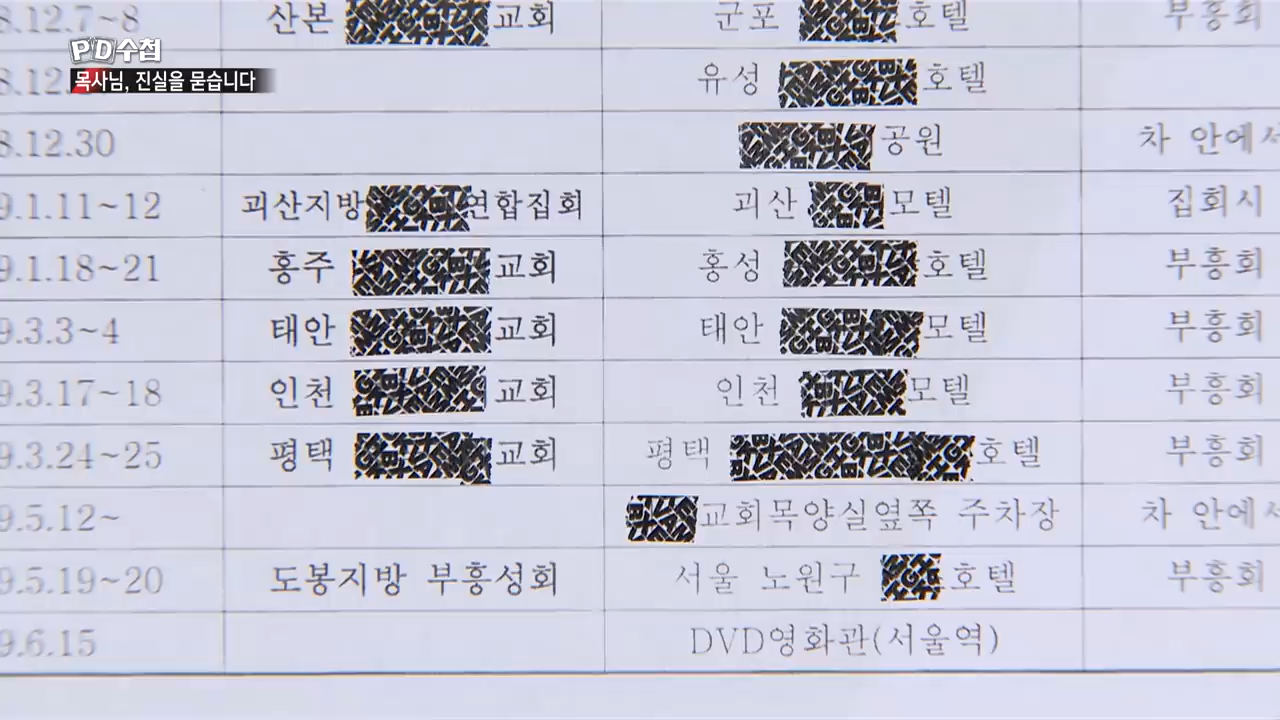 PD수첩
목사님, 진실을 묻습니다
8.12.7~8 산본 교회 군포 호텔 부흥회
8.12. 유성 호텔
8.12.30 공원 차 안에서
9.1.11~12 괴산지방 연합집회 괴산 모텔 집회시
9.1.18~21 홍주 교회 홍성 호텔 부흥회
9.3.3~4 태안 교회 태안 모텔 부흥회
9.3.17~18 인천 교회 인천 모텔 부흥회
9.3.24~25 평택 교회 평택 호텔 부흥회
9.5.12~ 교회목양실옆쪽 주차장 차 안에서
9.5.19~20 도봉지방 부흥성회 서울 노원구 호텔 부흥회
9.6.15 DVD영화관(서울역)